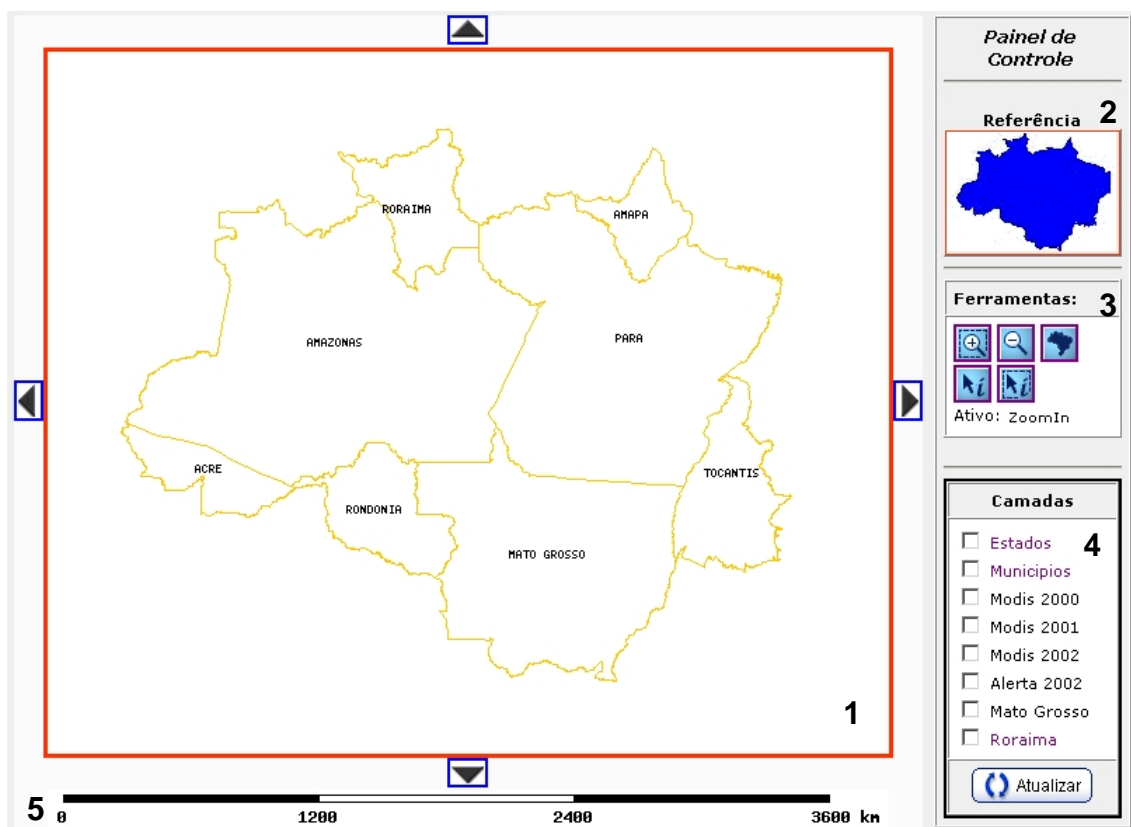 Painel de
Controle
2
Referência
RORAIMA
AMAPA
AMAZONAS
PARA
ACRE
RONDONIA
MATO GROSSO
TOCANTIS
1
Ferramentas:
3
Ativo: ZoomIn
Camadas
Estados
4
Municipios
Modis 2000
Modis 2001
Modis 2002
Alerta 2002
Mato Grosso
Roraima
Atualizar
5
0 1200 2400 3600 km